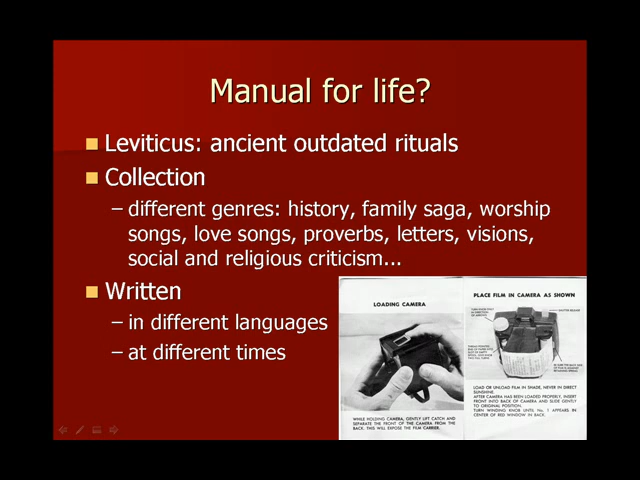 Manual for life?
Leviticus: ancient outdated rituals
Collection
– different genres: history, family saga, worship
songs, love songs, proverbs, letters, visions,
social and religious criticism...
Written
– in different languages
– at different times
LOADING CAMERA
WHILE HOLDING CAMERA, GENTLY LIFT CATCH AND
SEPARATE THE FRONT OF THE CAMERA FROM THE
BACK. THIS WILL EXPOSE THE FILM CARRIER.
PLACE FILM IN CAMERA AS SHOWN
LOAD OR UNLOAD FILM IN SHADE, NEVER IN DIRECT
SUNSHINE.
AFTER CAMERA HAS BEEN LOADED PROPERLY, INSERT
FRONT INTO BACK OF CAMERA AND SLIDE GENTLY
TO ORIGINAL POSITION.
TURN WINDING KNOB UNTIL No. 1 APPEARS IN
CENTER OF RED WINDOW IN BACK.